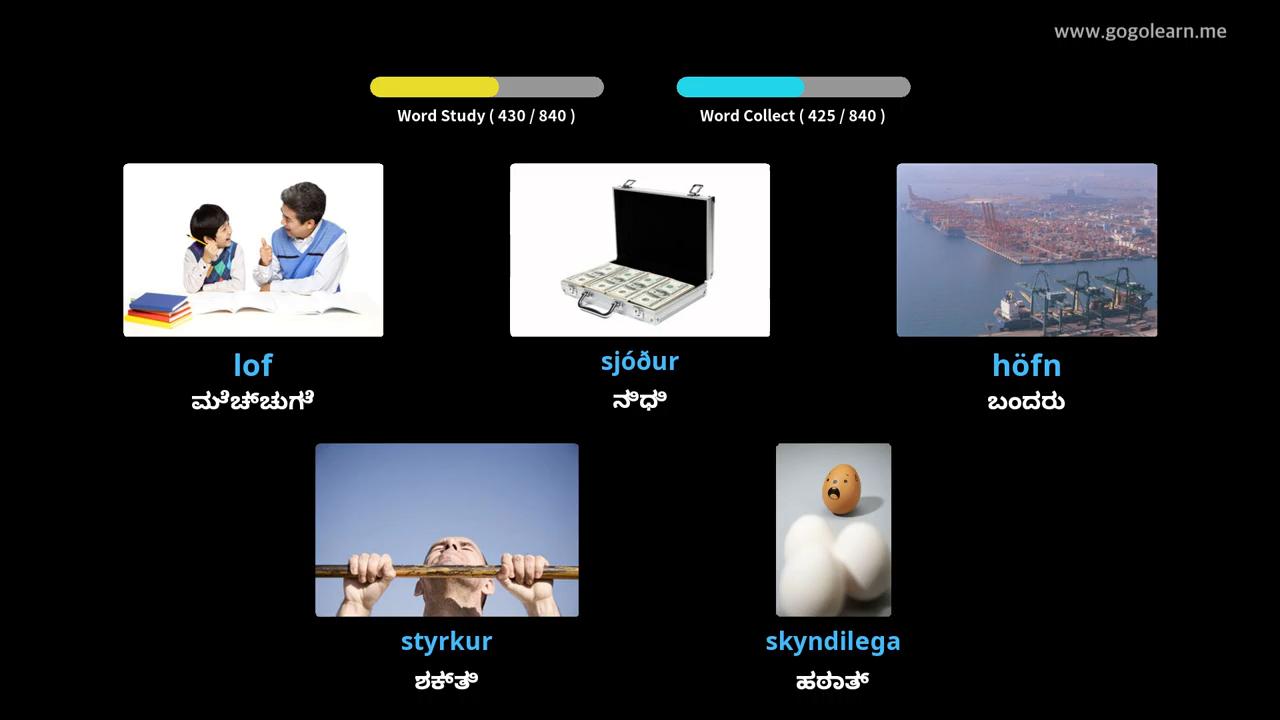 www.gogolearn.me
Word Study ( 430 / 840 )
Word Collect ( 425 / 840 )
lof
ಮೆಚ್ಚುಗೆ
sjóður
ನಿಧಿ
höfn
ಬಂದರು
styrkur
ಶಕ್ತಿ
skyndilega
ಹಠಾತ್